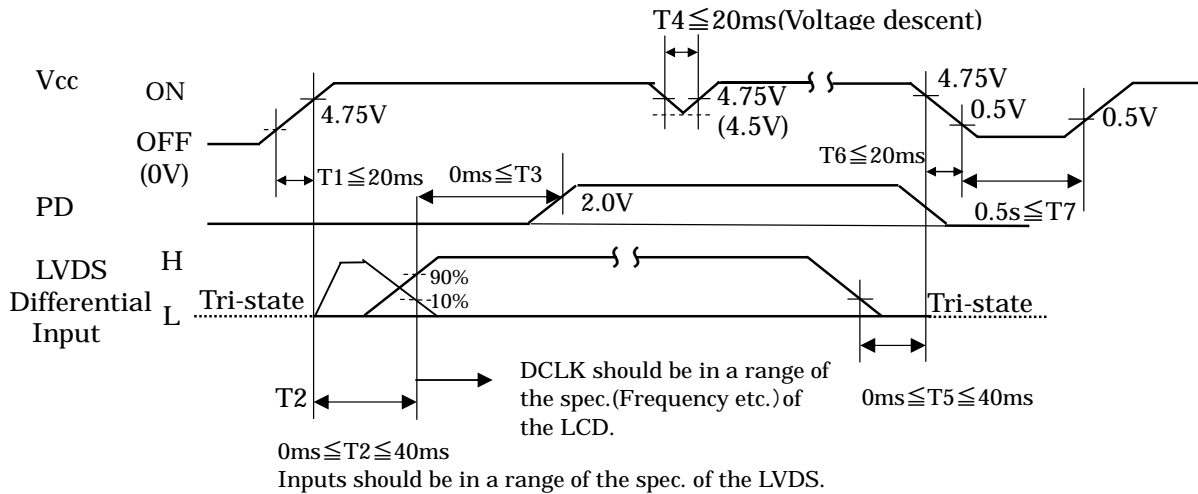 T4≦20ms(Voltage descent)
Vcc
ON
4.75V
4.75V
(4.5V)
4.75V
0.5V
0.5V
OFF
(0V)
T1≦20ms
0ms≦T3
T6≦20ms
0.5s≦T7
PD
2.0V
LVDS
Differential
Input
H
L
90%
10%
Tri-state
Tri-state
T2
DCLK should be in a range of
the spec.(Frequency etc.)of
the LCD.
0ms≦T5≦40ms
0ms≦T2≦40ms
Inputs should be in a range of the spec. of the LVDS.